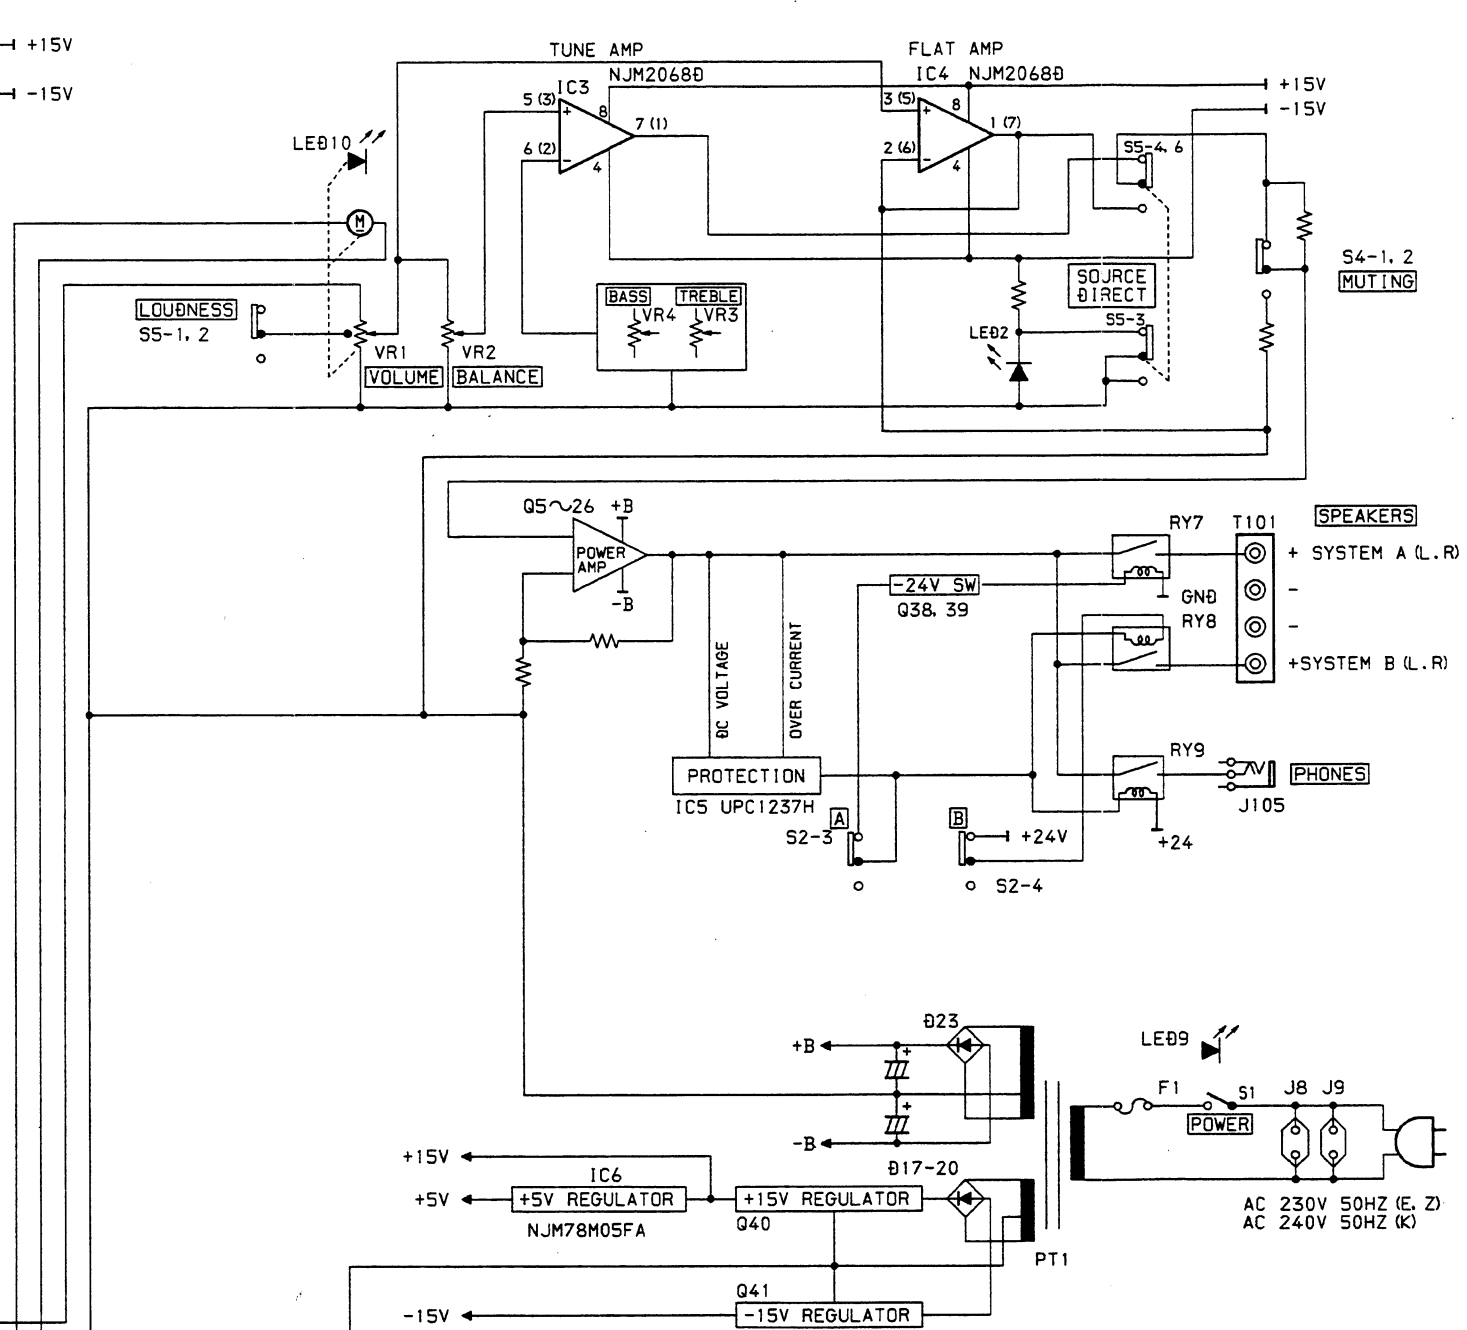 +15V
-15V
TUNE AMP
IC3
NJM2068D
5 (3)
+
8
7 (1)
6 (2)
-
4
FLAT AMP
IC4 NJM2068D
3 (5)
+
8
1 (7)
2 (6)
-
4
+15V
-15V
S5-4, 6
LED10
M
LOUDNESS
S5-1, 2
VR1
VOLUME
VR2
BALANCE
BASS
TREBLE
VR4
VR3
LED2
SOURCE
DIRECT
S5-3
S4-1, 2
MUTING
Q5~26 +B
POWER
AMP
-B
DC VOLTAGE
OVER CURRENT
-24V SW
Q38, 39
RY7
T101
SPEAKERS
+ SYSTEM A (L.R)
GND
-
RY8
-
+SYSTEM B (L.R)
PROTECTION
IC5 UPC1237H
RY9
PHONES
J105
+24
A
S2-3
B
+24V
S2-4
D23
+B
+
+
-B
LED9
F1
S1
POWER
J8
J9
+15V
D17-20
IC6
+5V
+5V REGULATOR
+15V REGULATOR
NJM78M05FA
Q40
PT1
AC 230V 50HZ (E, Z)
AC 240V 50HZ (K)
Q41
-15V
-15V REGULATOR